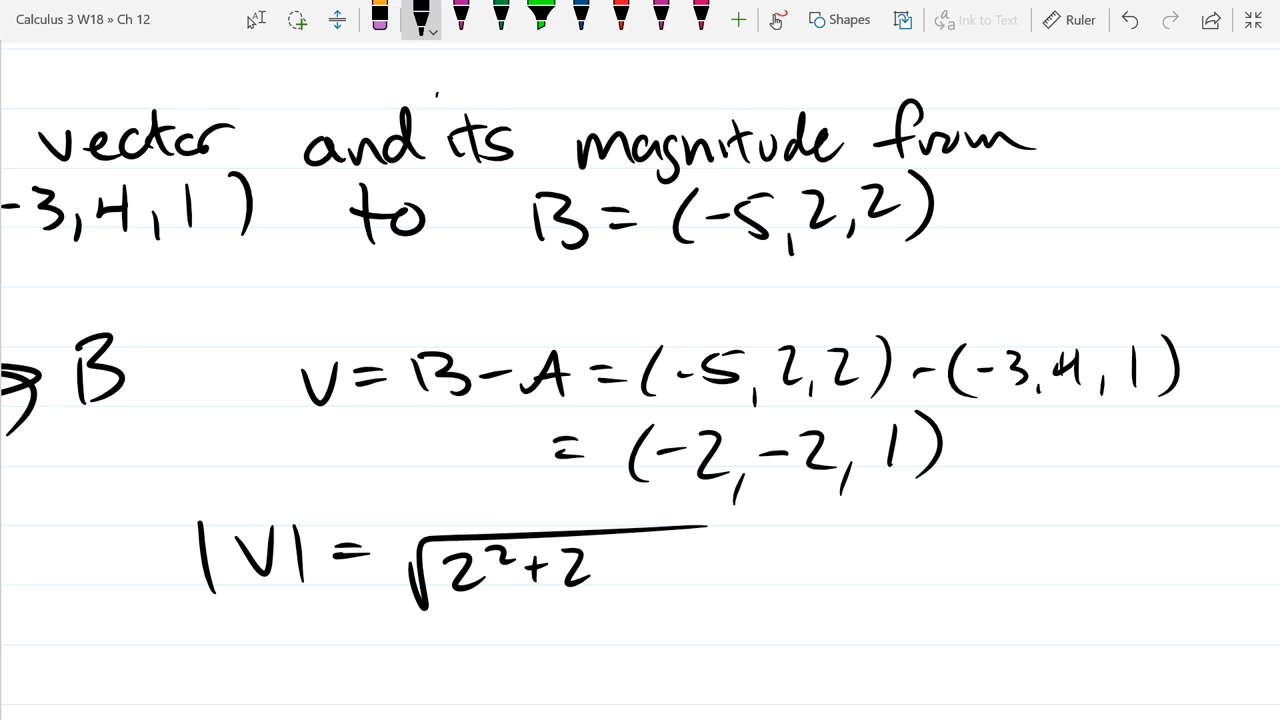 Calculus 3 W18 » Ch 12
Shapes
Ink to Text
Ruler
vector and its magnitude from
-3, 4, 1) to B = (-5, 2, 2)
B V = B - A = (-5, 2, 2) - (-3, 4, 1)
= (-2, -2, 1)
|V| = √2² + 2